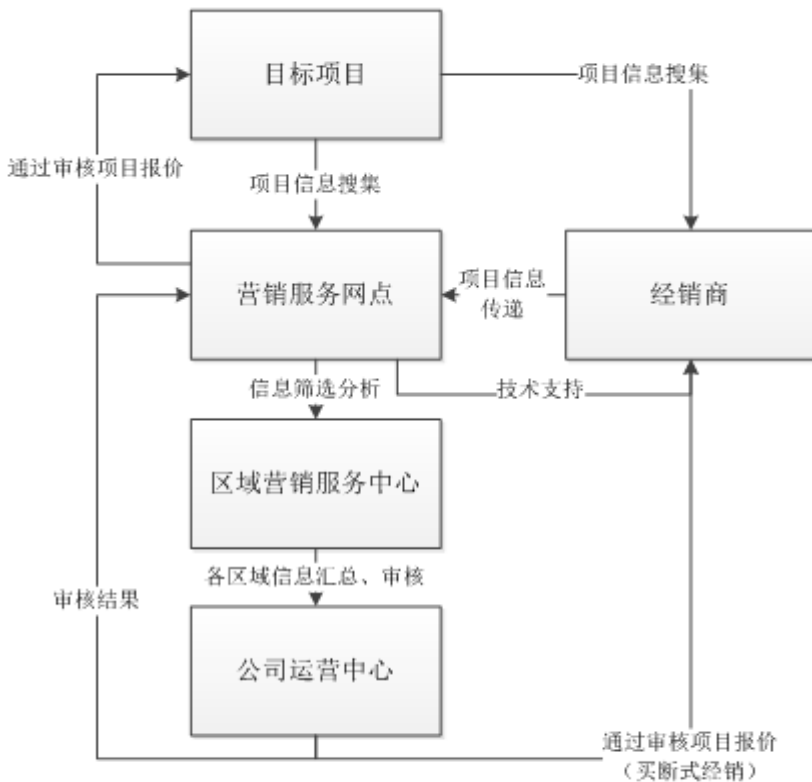 目标项目
项目信息搜集
通过审核项目报价
项目信息搜集
营销服务网点
项目信息
传递
经销商
信息筛选分析
技术支持
区域营销服务中心
各区域信息汇总、审核
审核结果
公司运营中心
通过审核项目报价
（买断式经销）